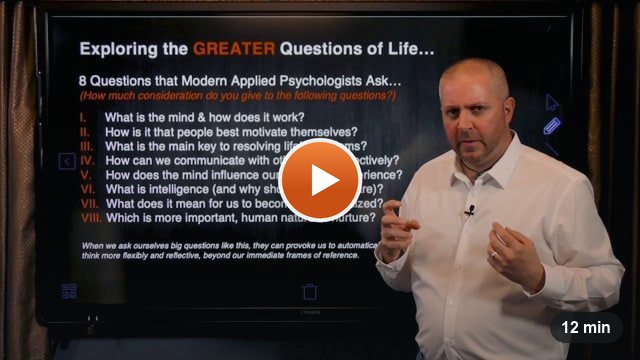 Exploring the GREATER Questions of Life...
8 Questions that Modern Applied Psychologists Ask...
(How much consideration do you give to the following questions?)
I. What is the mind & how does it work?
II. How is it that people best motivate themselves?
III. What is the main key to resolving
IV. How can we communicate with
V. How does the mind influence
VI. What is intelligence (and why
VII. What does it mean for us to
VIII. Which is more important, human nurture?
When we ask ourselves big questions like this, they can provoke us to
think more flexibly and reflective, beyond our immediate frames of reference.
12 min